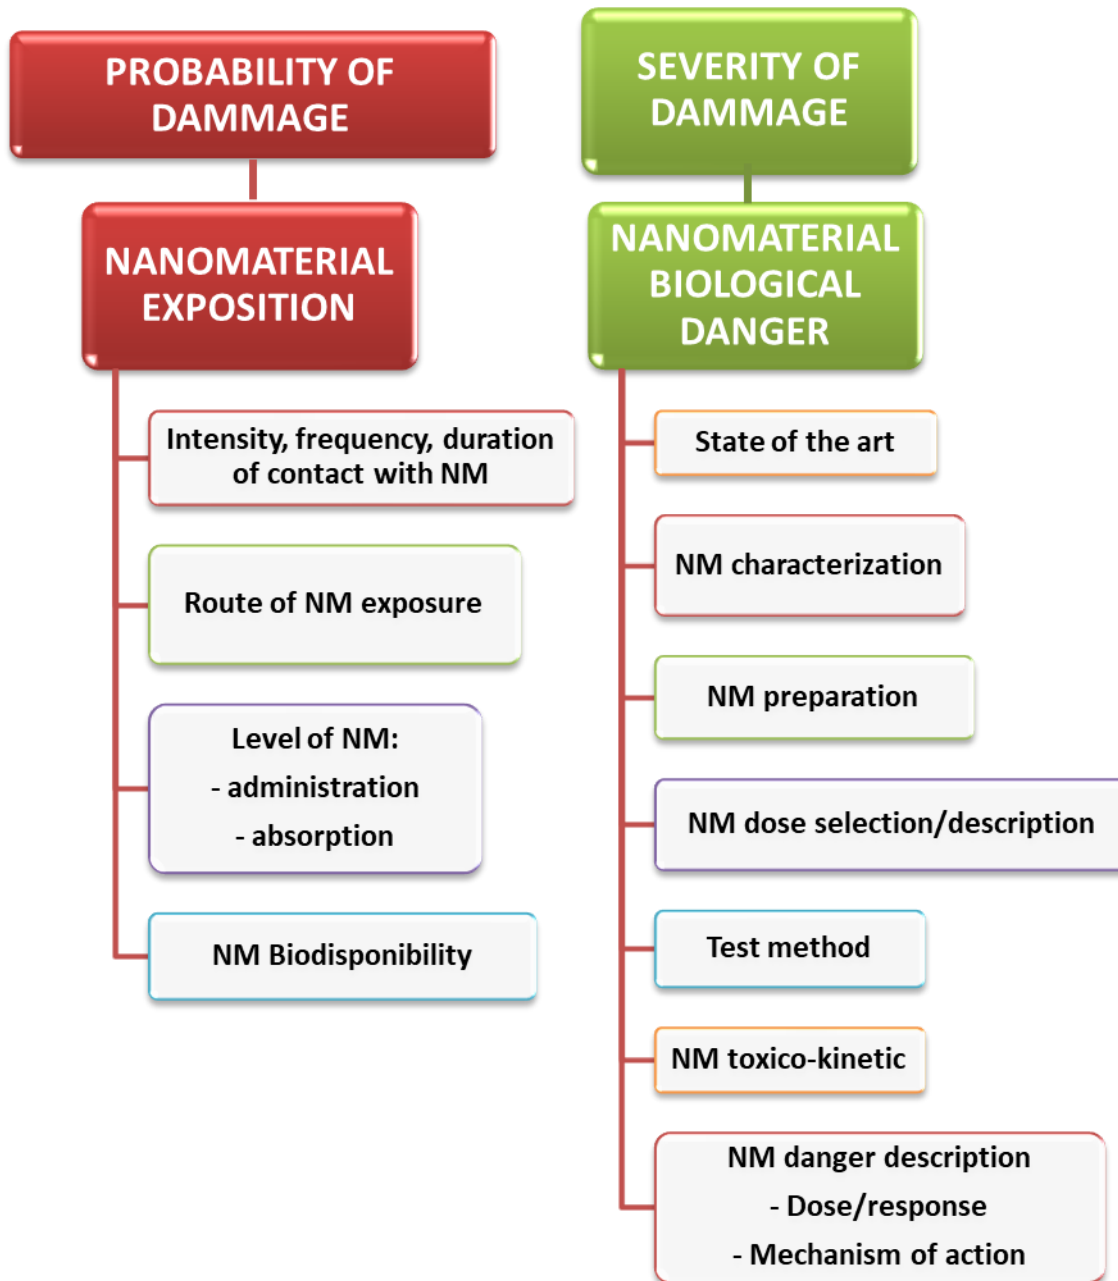 PROBABILITY OF
DAMMAGE
NANOMATERIAL
EXPOSITION
Intensity, frequency, duration
of contact with NM
Route of NM exposure
Level of NM:
- administration
- absorption
NM Biodisponibility
SEVERITY OF
DAMMAGE
NANOMATERIAL
BIOLOGICAL
DANGER
State of the art
NM characterization
NM preparation
NM dose selection/description
Test method
NM toxico-kinetic
NM danger description
- Dose/response
- Mechanism of action